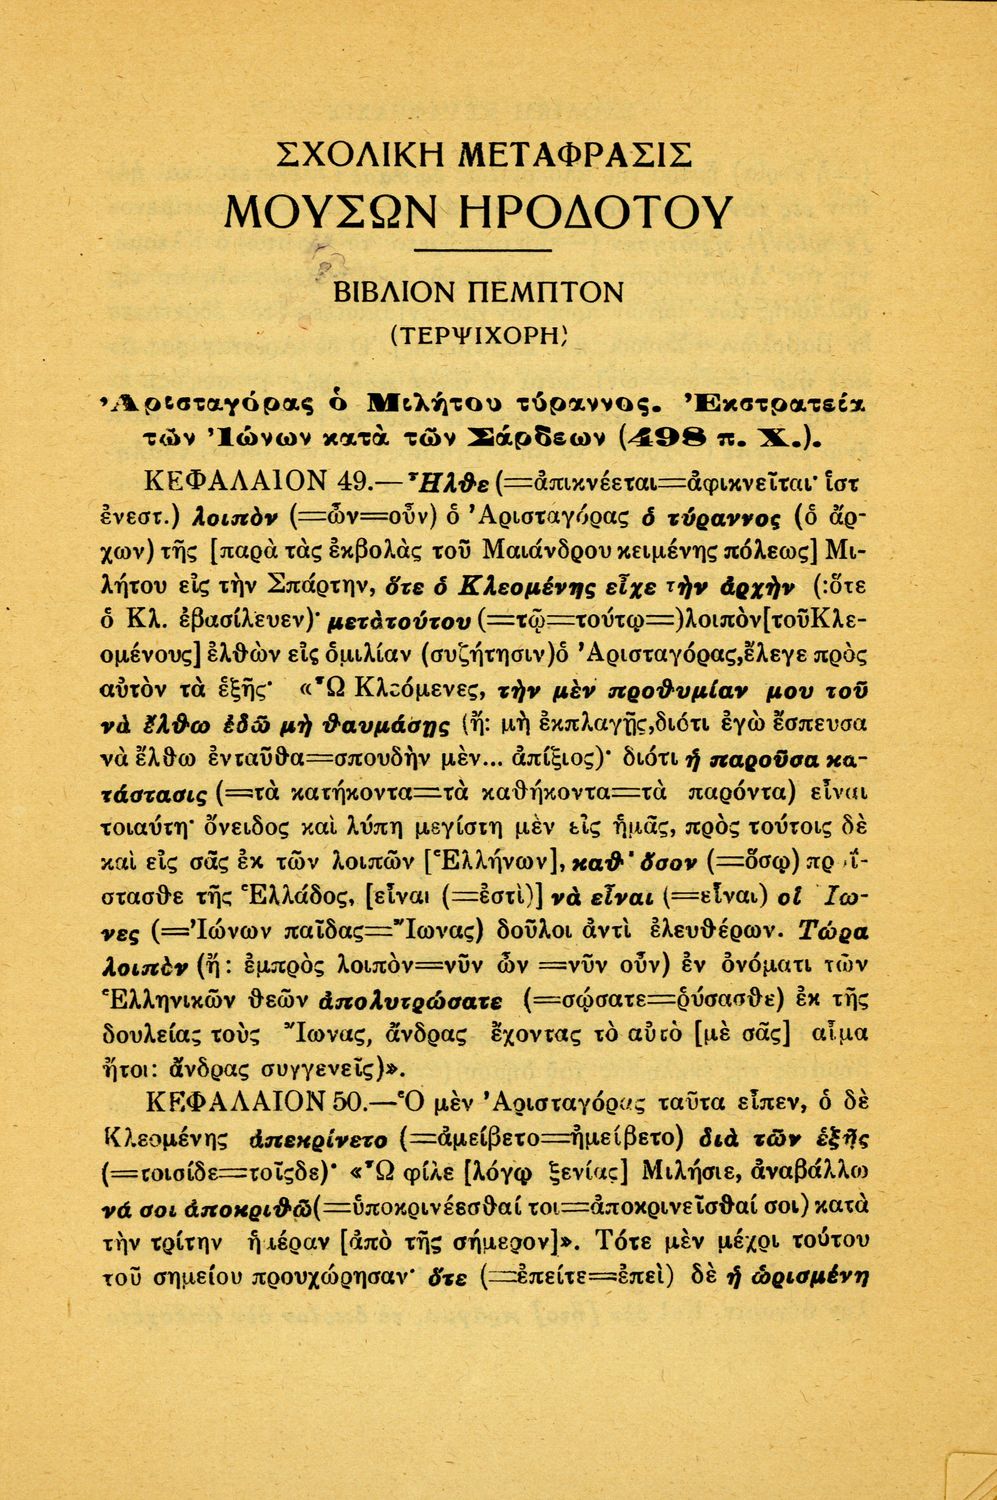 ΣΧΟΛΙΚΗ ΜΕΤΑΦΡΑΣΙΣ
ΜΟΥΣΩΝ ΗΡΟΔΟΤΟΥ
ΒΙΒΛΙΟΝ ΠΕΜΠΤΟΝ
(ΤΕΡΨΙΧΟΡΗ)
Ἀρισταγόρας ὁ Μιλήτου τύραννος. Ἐκστρατεία
τῶν Ἰώνων κατὰ τῶν Σάρδεων (498 π. Χ.).
ΚΕΦΑΛΑΙΟΝ 49.—Ἦλθε (=ἀπικνέεται=ἀφικνεῖται· ἱστ
ἐνεστ.) λοιπὸν (=ὦν=οὖν) ὁ Ἀρισταγόρας ὁ τύραννος (ὁ ἄρ-
χων) τῆς [παρὰ τὰς ἐκβολὰς τοῦ Μαιάνδρου κειμένης πόλεως] Μι-
λήτου εἰς τὴν Σπάρτην, ὅτε ὁ Κλεομένης εἶχε τὴν ἀρχὴν (:ὅτε
ὁ Κλ. ἐβασίλευεν)· μετὰ τούτου (=τῷ=τούτῳ=) λοιπὸν [τοῦ Κλε-
ομένους] ἐλθὼν εἰς ὁμιλίαν (συζήτησιν) ὁ Ἀρισταγόρας, ἔλεγε πρὸς
αὐτὸν τὰ ἑξῆς· «Ὦ Κλεόμενες, τὴν μὲν προθυμίαν μου τοῦ
νὰ ἔλθω ἐδῶ μὴ θαυμάσῃς (ἤ: μὴ ἐκπλαγῇς, διότι ἐγὼ ἔσπευσα
νὰ ἔλθω ἐνταῦθα=σπουδὴν μὲν... ἀπίξιος)· διότι ἡ παροῦσα κα-
τάστασις (=τὰ κατήκοντα=τὰ καθήκοντα=τὰ παρόντα) εἶναι
τοιαύτη· ὄνειδος καὶ λύπη μεγίστη μὲν εἰς ἡμᾶς, πρὸς τούτοις δὲ
καὶ εἰς σᾶς ἐκ τῶν λοιπῶν [Ἑλλήνων], καθ' ὅσον (=ὅσῳ) προΐ-
στασθε τῆς Ἑλλάδος, [εἶναι (=ἐστὶ)] νὰ εἶναι (=εἶναι) οἱ Ἴω-
νες (=Ἰώνων παῖδας=Ἴωνας) δοῦλοι ἀντὶ ἐλευθέρων. Τώρα
λοιπὸν (ἤ: ἐμπρὸς λοιπὸν=νῦν ὦν =νῦν οὖν) ἐν ὀνόματι τῶν
Ἑλληνικῶν θεῶν ἀπολυτρώσατε (=σῴσατε=ῥύσασθε) ἐκ τῆς
δουλείας τοὺς Ἴωνας, ἄνδρας ἔχοντας τὸ αὐτὸ [μὲ σᾶς] αἷμα
ἤτοι: ἄνδρας συγγενεῖς)».
ΚΕΦΑΛΑΙΟΝ 50.—Ὁ μὲν Ἀρισταγόρας ταῦτα εἶπεν, ὁ δὲ
Κλεομένης ἀπεκρίνετο (=ἀμείβετο=ἠμείβετο) διὰ τῶν ἑξῆς
(=τοισίδε=τοῖςδε)· «Ὦ φίλε [λόγῳ ξενίας] Μιλήσιε, ἀναβάλλω
νά σοι ἀποκριθῶ (=ὑποκρινέεσθαί τοι=ἀποκρινεῖσθαί σοι) κατὰ
τὴν τρίτην ἡμέραν [ἀπὸ τῆς σήμερον]». Τότε μὲν μέχρι τούτου
τοῦ σημείου προυχώρησαν· ὅτε (=ἐπείτε=ἐπεὶ) δὲ ἡ ὡρισμένη